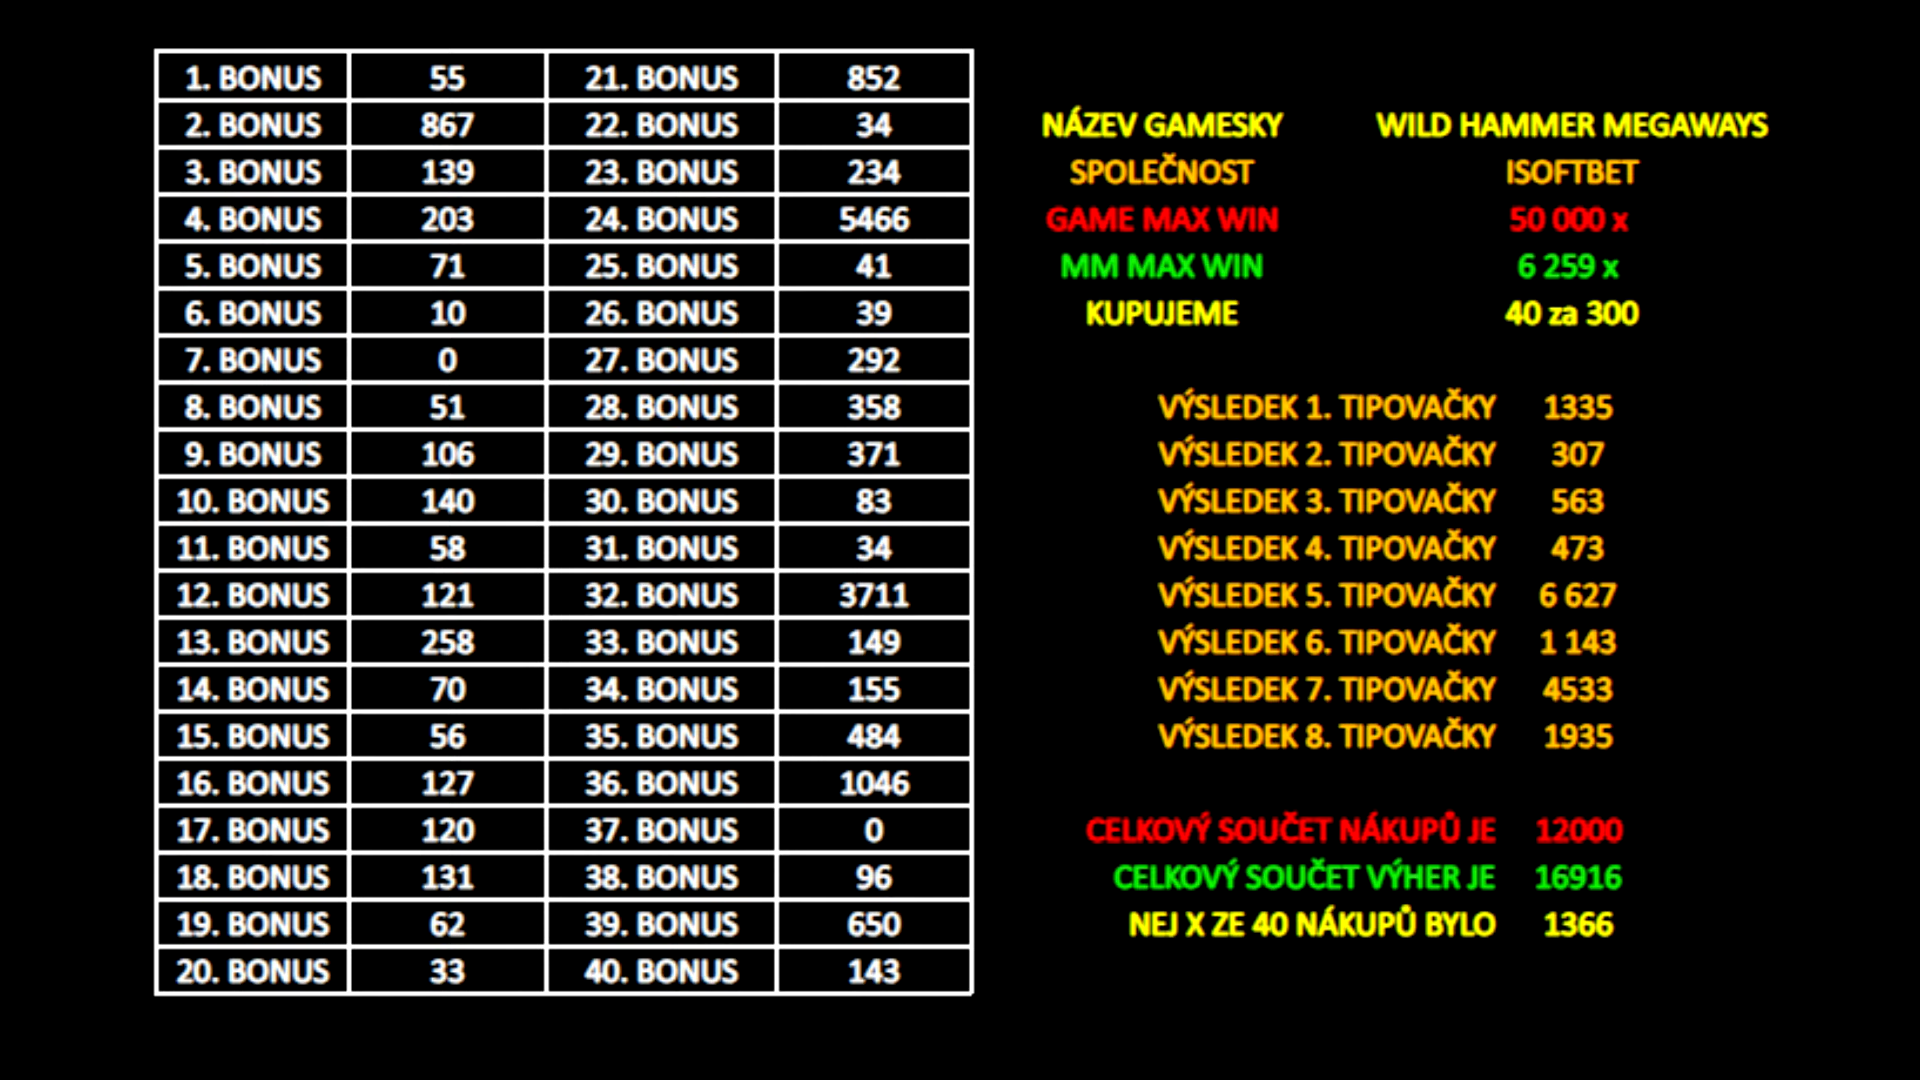 1. BONUS 55 21. BONUS 852
2. BONUS 867 22. BONUS 34
3. BONUS 139 23. BONUS 234
4. BONUS 203 24. BONUS 5466
5. BONUS 71 25. BONUS 41
6. BONUS 10 26. BONUS 39
7. BONUS 0 27. BONUS 292
8. BONUS 51 28. BONUS 358
9. BONUS 106 29. BONUS 371
10. BONUS 140 30. BONUS 83
11. BONUS 58 31. BONUS 34
12. BONUS 121 32. BONUS 3711
13. BONUS 258 33. BONUS 149
14. BONUS 70 34. BONUS 155
15. BONUS 56 35. BONUS 484
16. BONUS 127 36. BONUS 1046
17. BONUS 120 37. BONUS 0
18. BONUS 131 38. BONUS 96
19. BONUS 62 39. BONUS 650
20. BONUS 33 40. BONUS 143
NÁZEV GAMESKY WILD HAMMER MEGAWAYS
SPOLEČNOST ISOFTBET
GAME MAX WIN 50 000 x
MM MAX WIN 6 259 x
KUPUJEME 40 za 300
VÝSLEDEK 1. TIPOVAČKY 1335
VÝSLEDEK 2. TIPOVAČKY 307
VÝSLEDEK 3. TIPOVAČKY 563
VÝSLEDEK 4. TIPOVAČKY 473
VÝSLEDEK 5. TIPOVAČKY 6 627
VÝSLEDEK 6. TIPOVAČKY 1 143
VÝSLEDEK 7. TIPOVAČKY 4533
VÝSLEDEK 8. TIPOVAČKY 1935
CELKOVÝ SOUČET NÁKUPŮ JE 12000
CELKOVÝ SOUČET VÝHER JE 16916
NEJ X ZE 40 NÁKUPŮ BYLO 1366